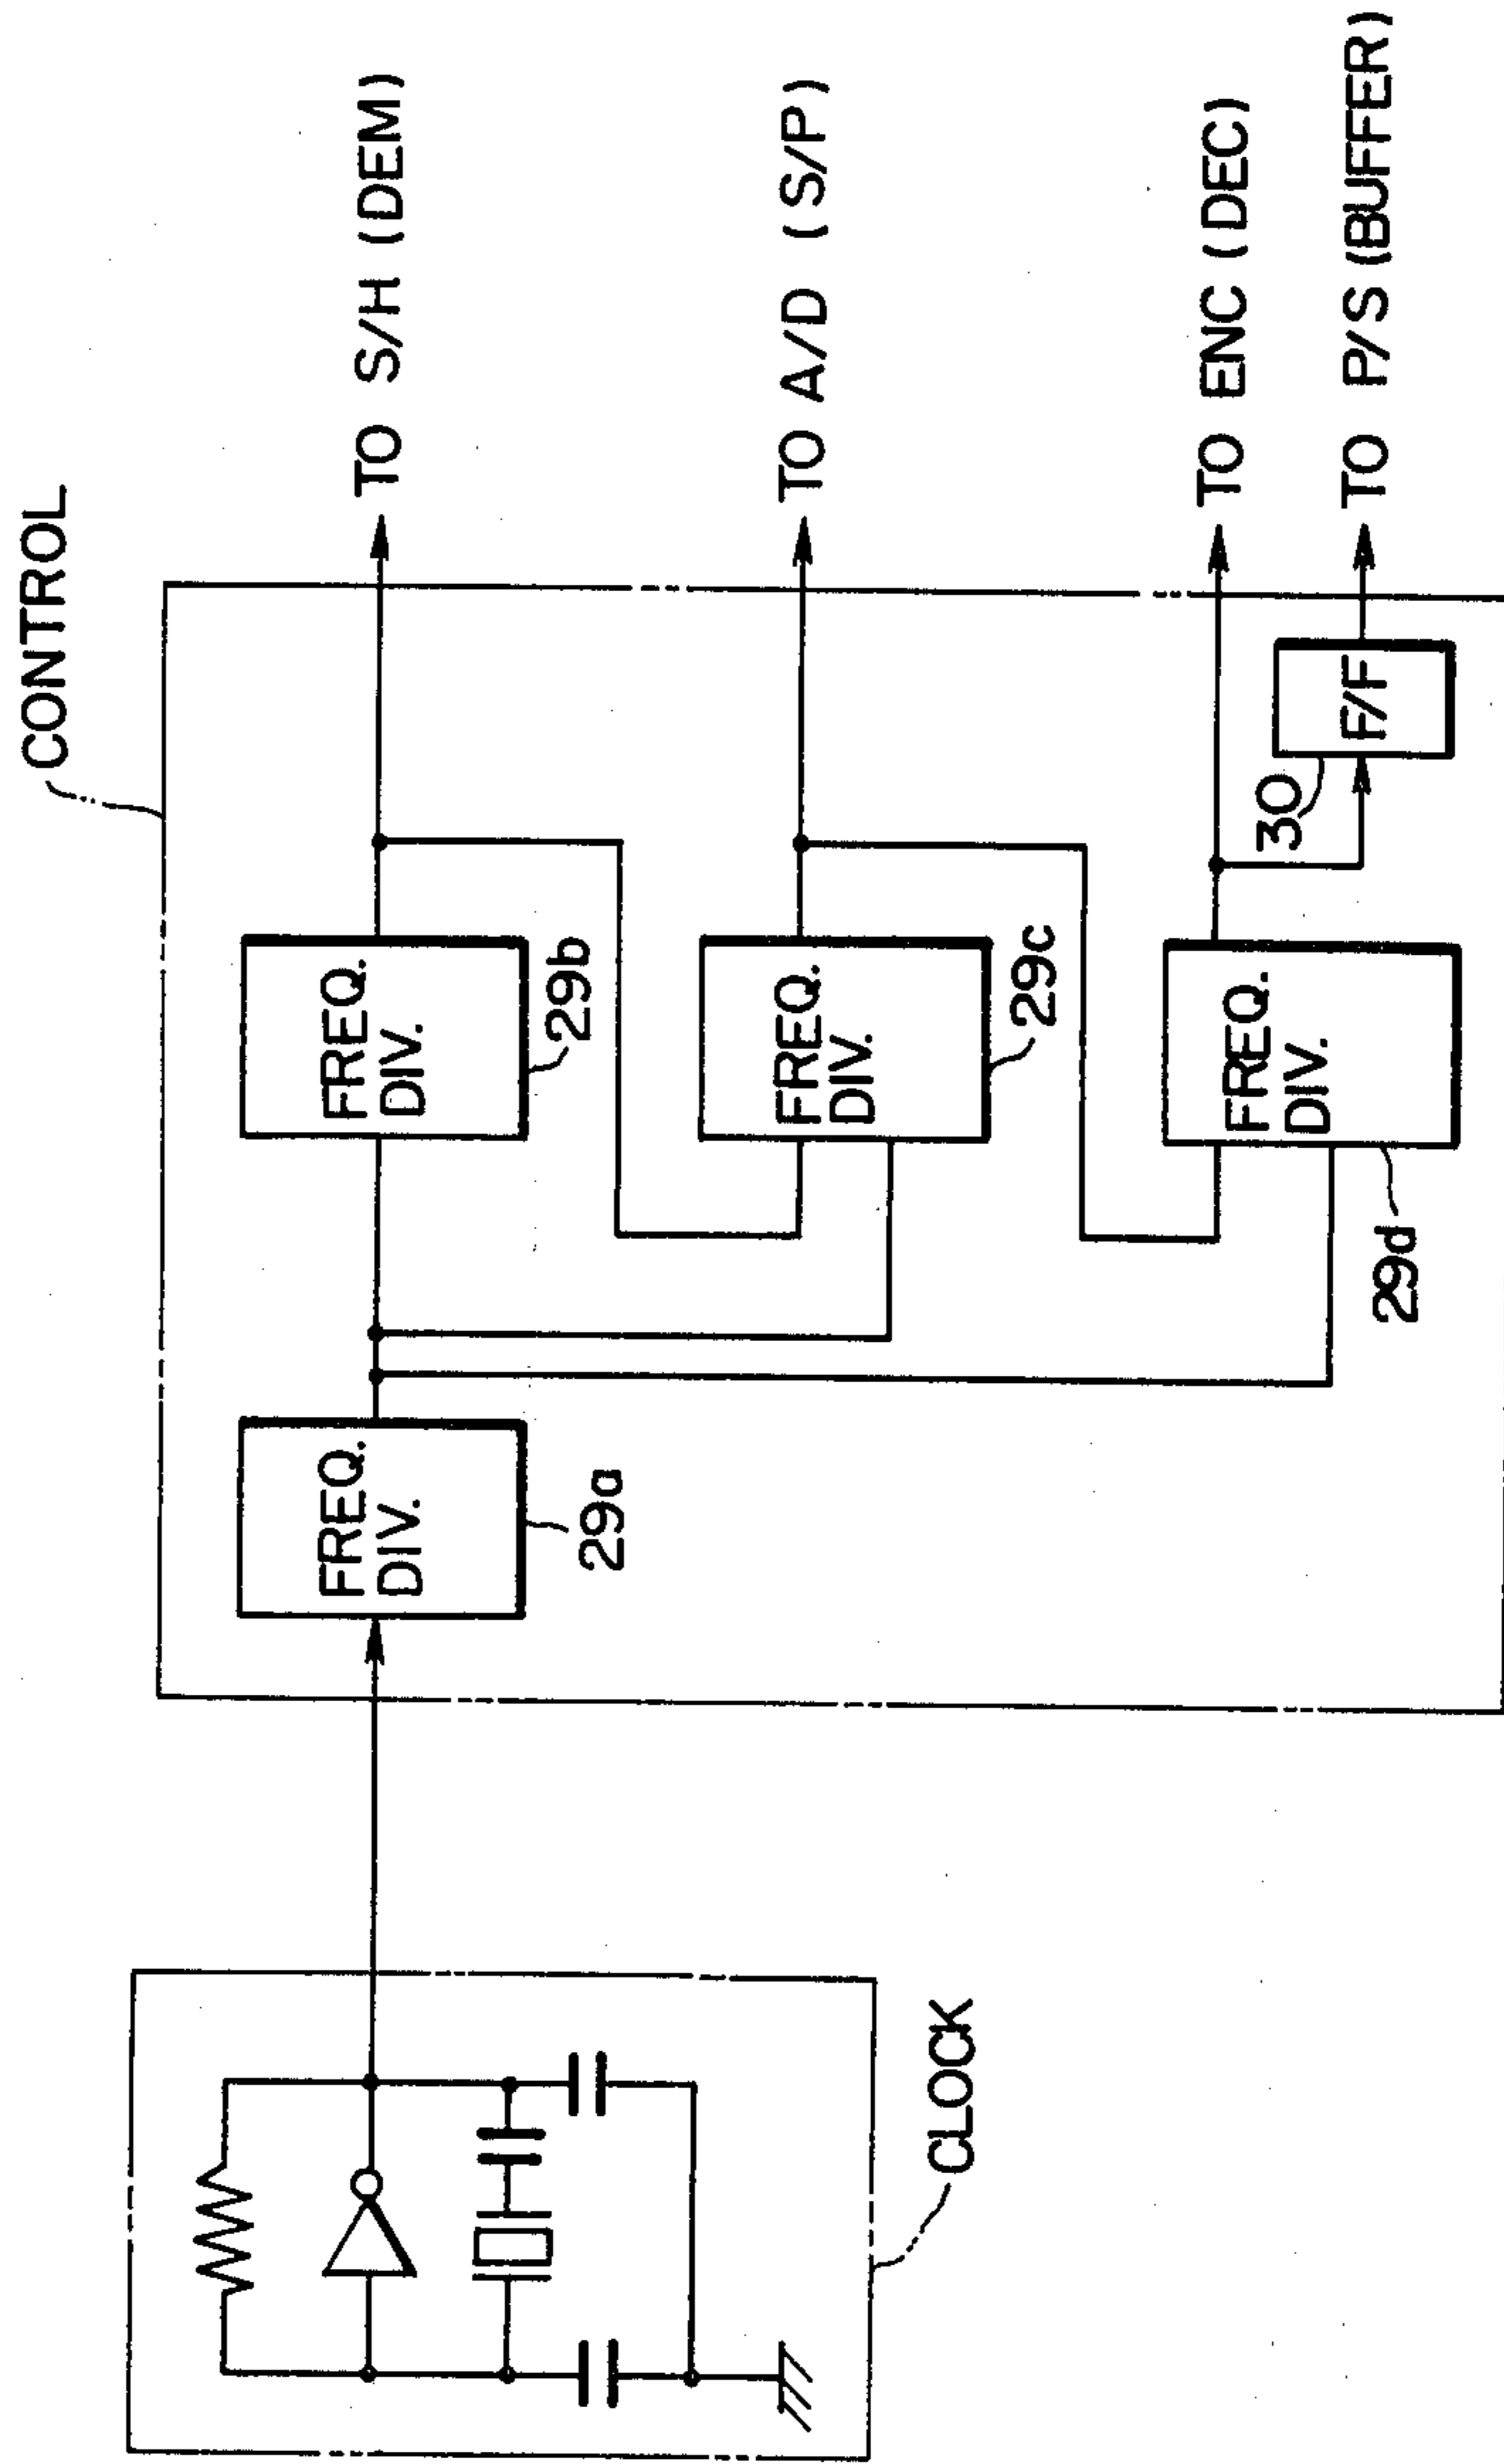 CONTROL
TO S/H (DEM)
TO A/D (S/P)
TO ENC (DEC)
TO P/S (BUFFER)
FREQ.
DIV.
29a
FREQ.
DIV.
29b
FREQ.
DIV.
29c
FREQ.
DIV.
29d
30
F/F
CLOCK